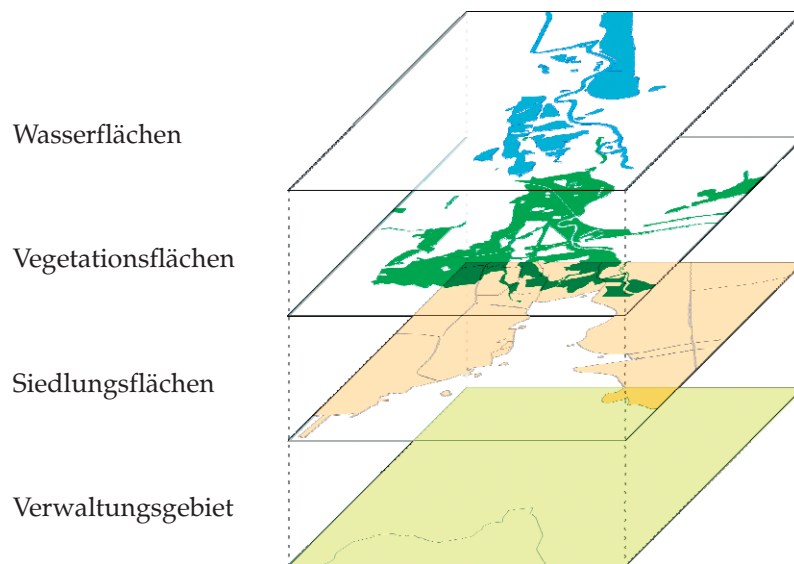 Wasserflächen
Vegetationsflächen
Siedlungsflächen
Verwaltungsgebiet